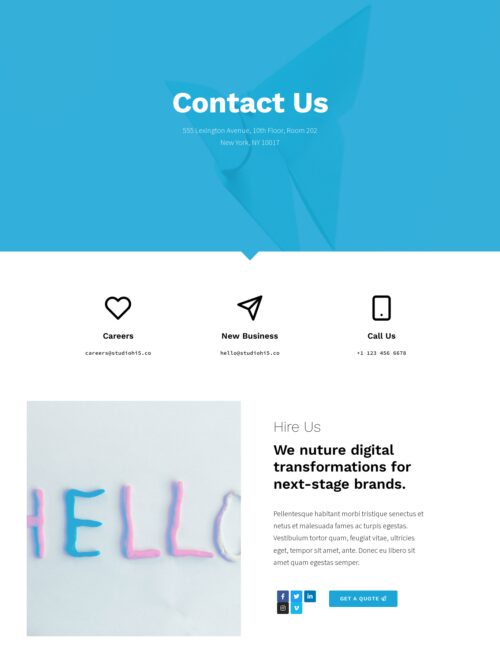 Contact Us
555 Lexington Avenue, 10th Floor, Room 202
New York, NY 10017
Careers
New Business
Call Us
careers@studiohi5.co
hello@studiohi5.co
+1 123 456 6678
HELLO
Hire Us
We nuture digital
transformations for
next-stage brands.
Pellentesque habitant morbi tristique senectus et
netus et malesuada fames ac turpis egestas.
Vestibulum tortor quam, feugiat vitae, ultricies
eget, tempor sit amet, ante. Donec eu libero sit
amet quam egestas semper.
GET A QUOTE